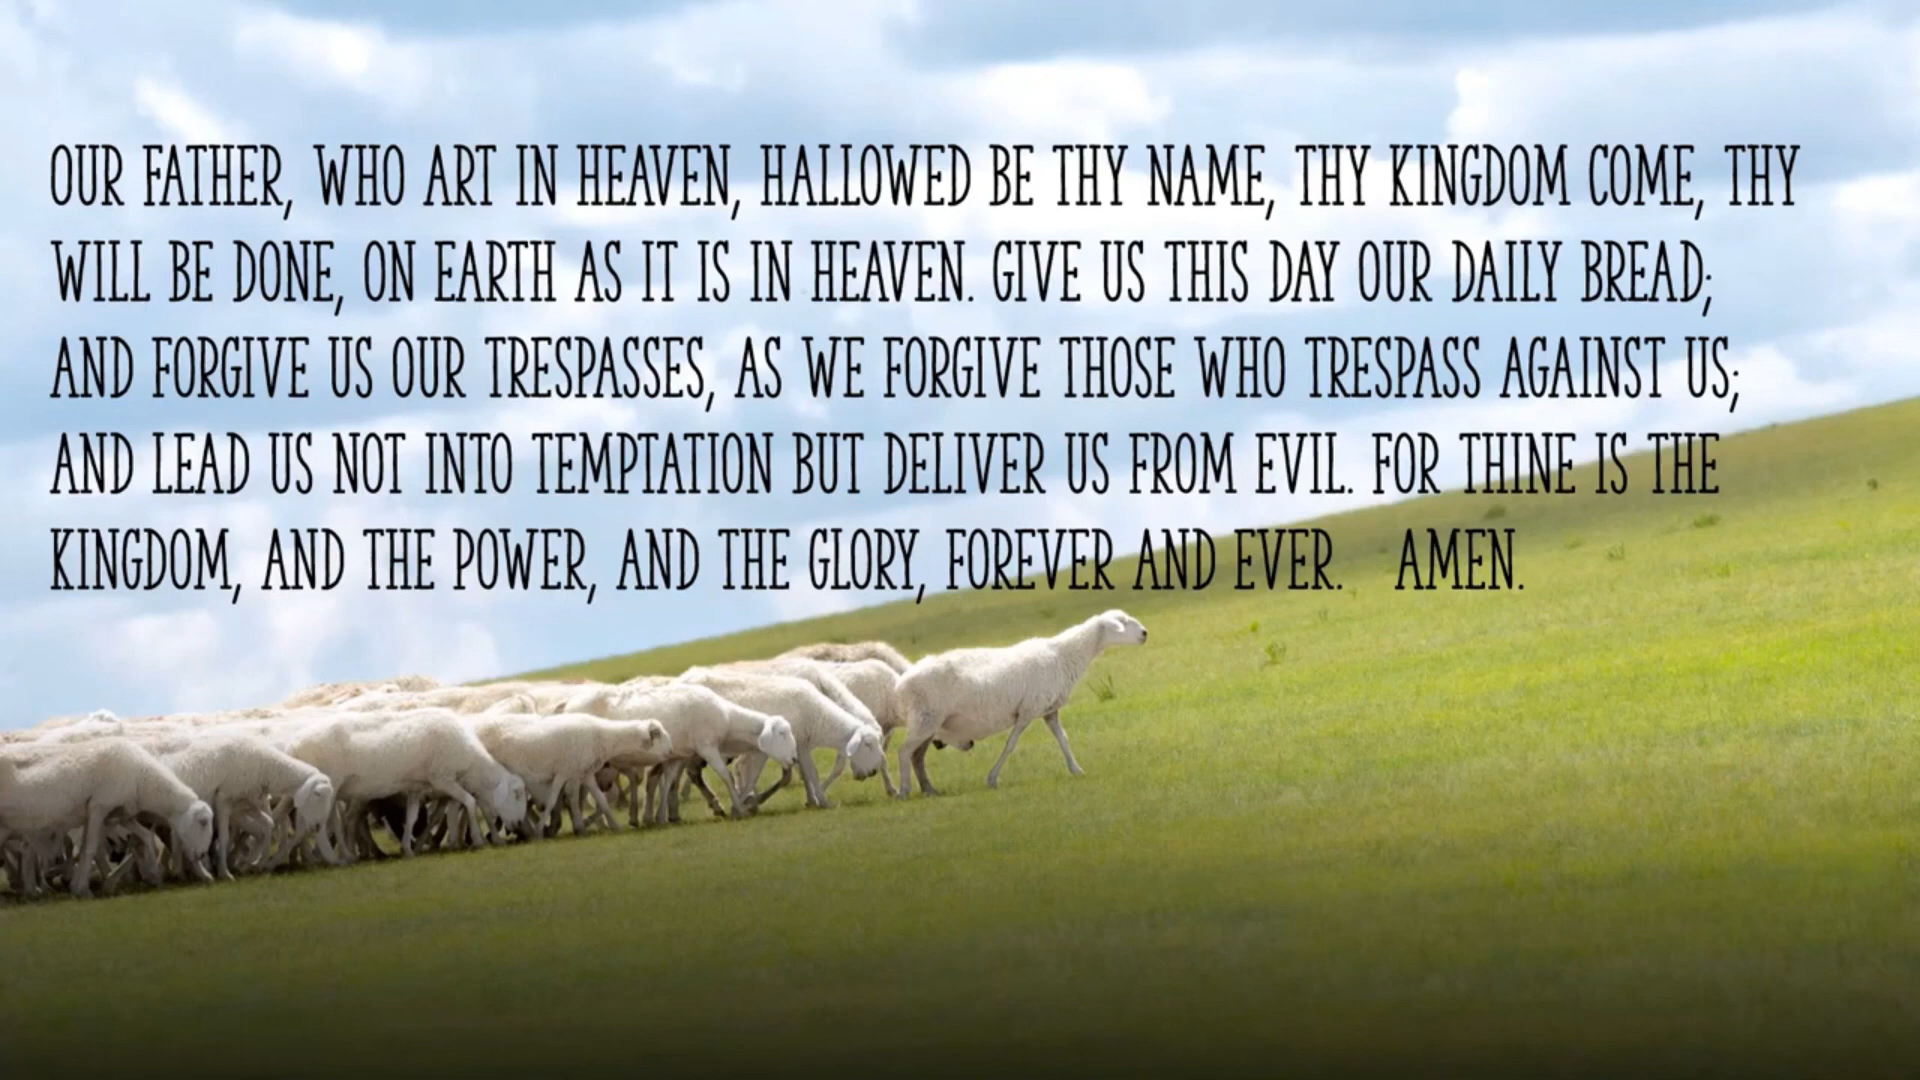 OUR FATHER, WHO ART IN HEAVEN, HALLOWED BE THY NAME, THY KINGDOM COME, THY
WILL BE DONE, ON EARTH AS IT IS IN HEAVEN. GIVE US THIS DAY OUR DAILY BREAD;
AND FORGIVE US OUR TRESPASSES, AS WE FORGIVE THOSE WHO TRESPASS AGAINST US;
AND LEAD US NOT INTO TEMPTATION BUT DELIVER US FROM EVIL. FOR THINE IS THE
KINGDOM, AND THE POWER, AND THE GLORY, FOREVER AND EVER. AMEN.